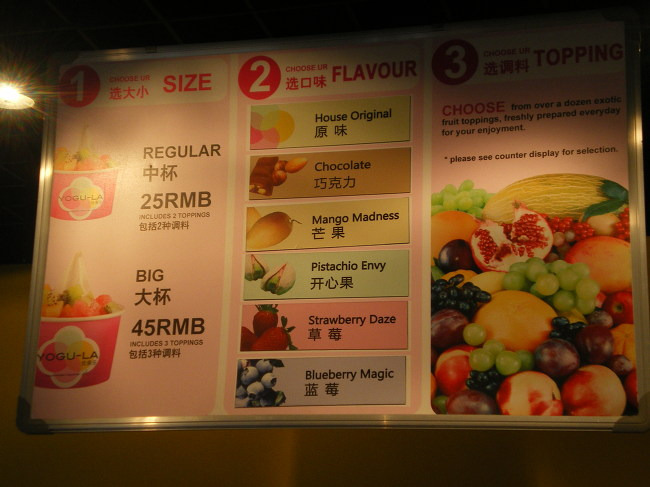 1
CHOOSE UR
选大小
SIZE
REGULAR
中杯
25RMB
INCLUDES 2 TOPPINGS
包括2种调料
YOGU-LA
BIG
大杯
45RMB
INCLUDES 3 TOPPINGS
包括3种调料
YOGU-LA
2
CHOOSE UR
选口味
FLAVOUR
House Original
原味
Chocolate
巧克力
Mango Madness
芒果
Pistachio Envy
开心果
Strawberry Daze
草莓
Blueberry Magic
蓝莓
3
CHOOSE UR
选调料
TOPPING
CHOOSE from over a dozen exotic
fruit toppings, freshly prepared everyday
for your enjoyment.
* please see counter display for selection.